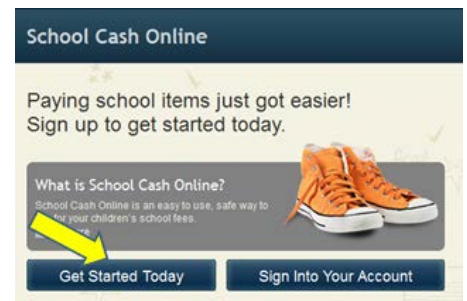 School Cash Online
Paying school items just got easier!
Sign up to get started today.
What is School Cash Online?
School Cash Online is an easy to use, safe way to
for your children's school fees.
Get Started Today
Sign Into Your Account